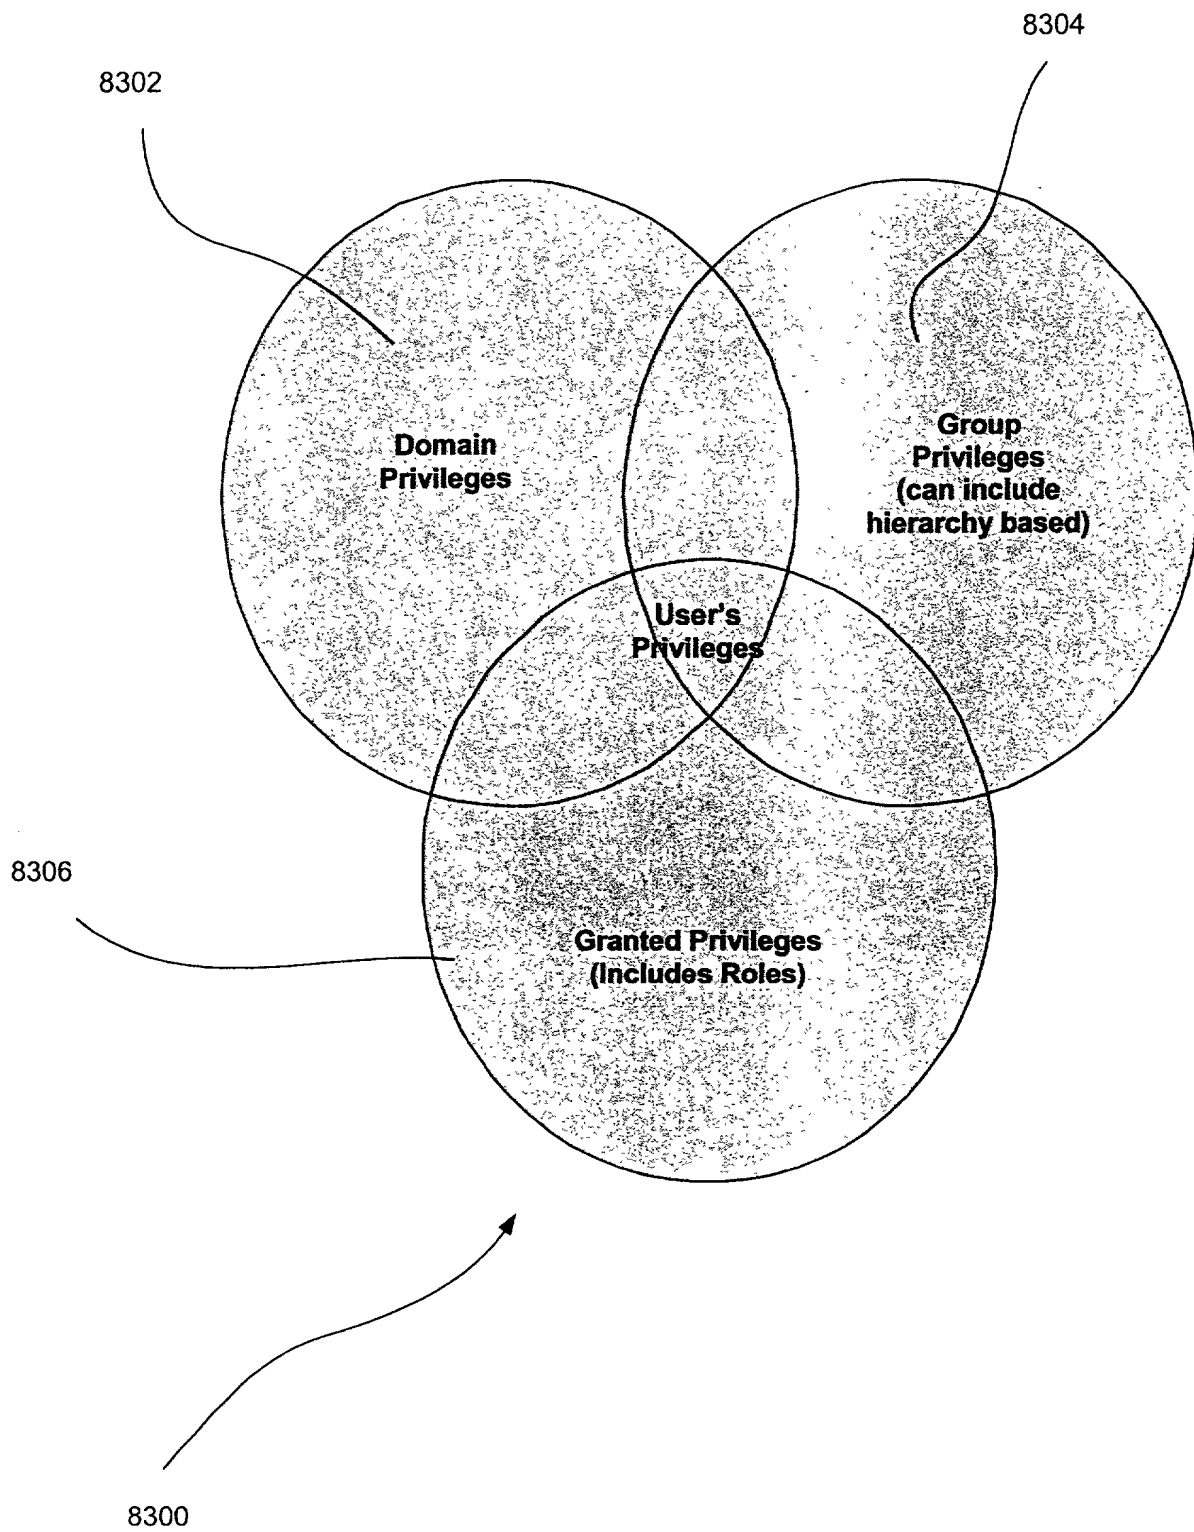 8304
8302
Domain
Privileges
Group
Privileges
(can include
hierarchy based)
User's
Privileges
8306
Granted Privileges
(Includes Roles)
8300